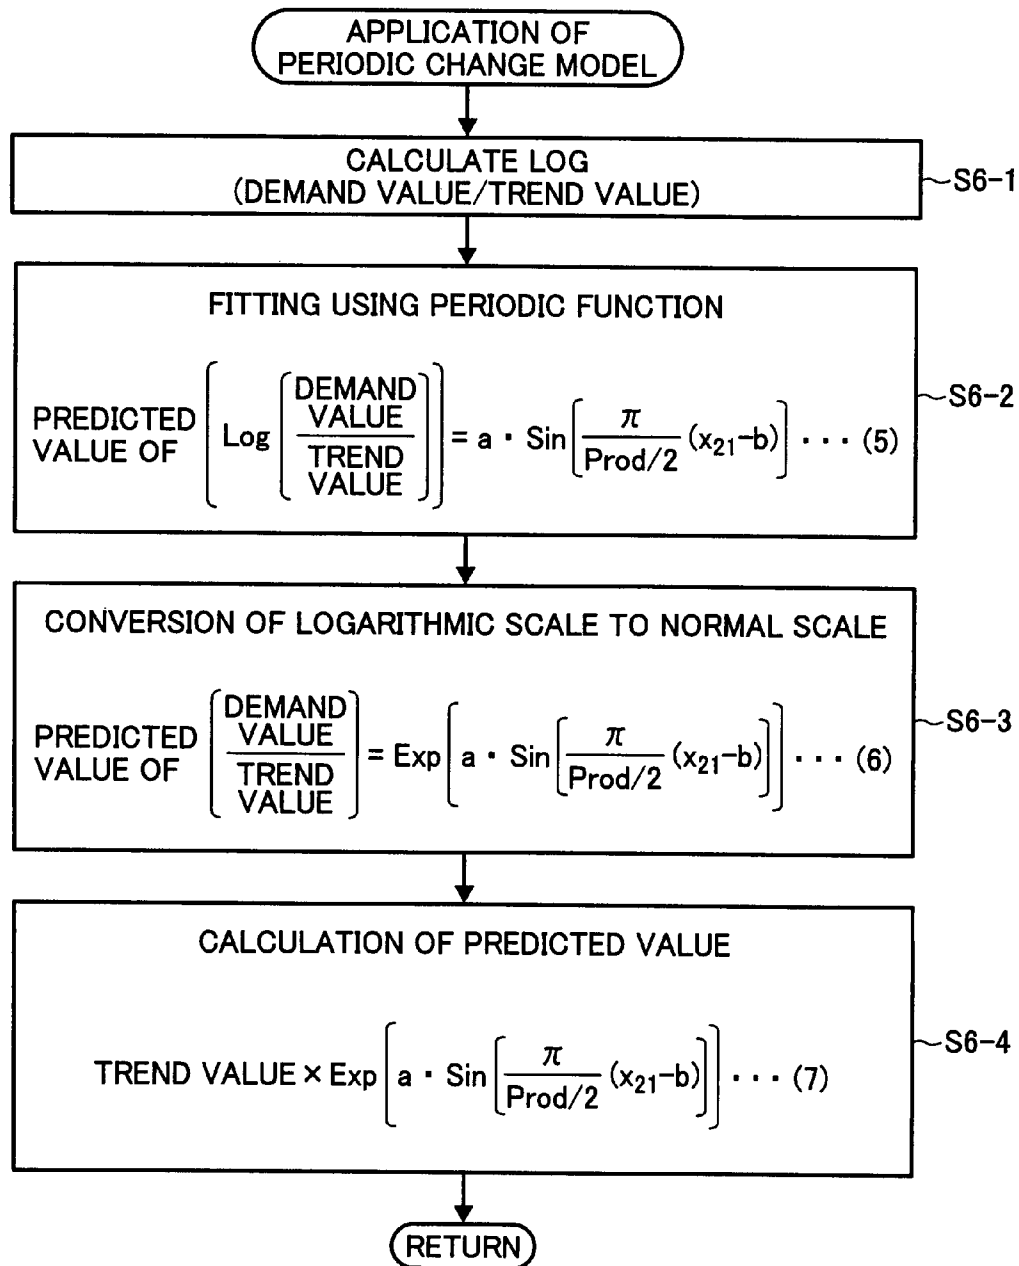 APPLICATION OF
PERIODIC CHANGE MODEL
CALCULATE LOG
(DEMAND VALUE/TREND VALUE)
S6-1
FITTING USING PERIODIC FUNCTION
PREDICTED VALUE OF [Log [DEMAND VALUE / TREND VALUE]] = a · Sin[π / Prod/2 (x₂₁-b)] · · · (5)
S6-2
CONVERSION OF LOGARITHMIC SCALE TO NORMAL SCALE
PREDICTED VALUE OF [DEMAND VALUE / TREND VALUE] = Exp[a · Sin[π / Prod/2 (x₂₁-b)]] · · · (6)
S6-3
CALCULATION OF PREDICTED VALUE
TREND VALUE × Exp[a · Sin[π / Prod/2 (x₂₁-b)]] · · · (7)
S6-4
RETURN